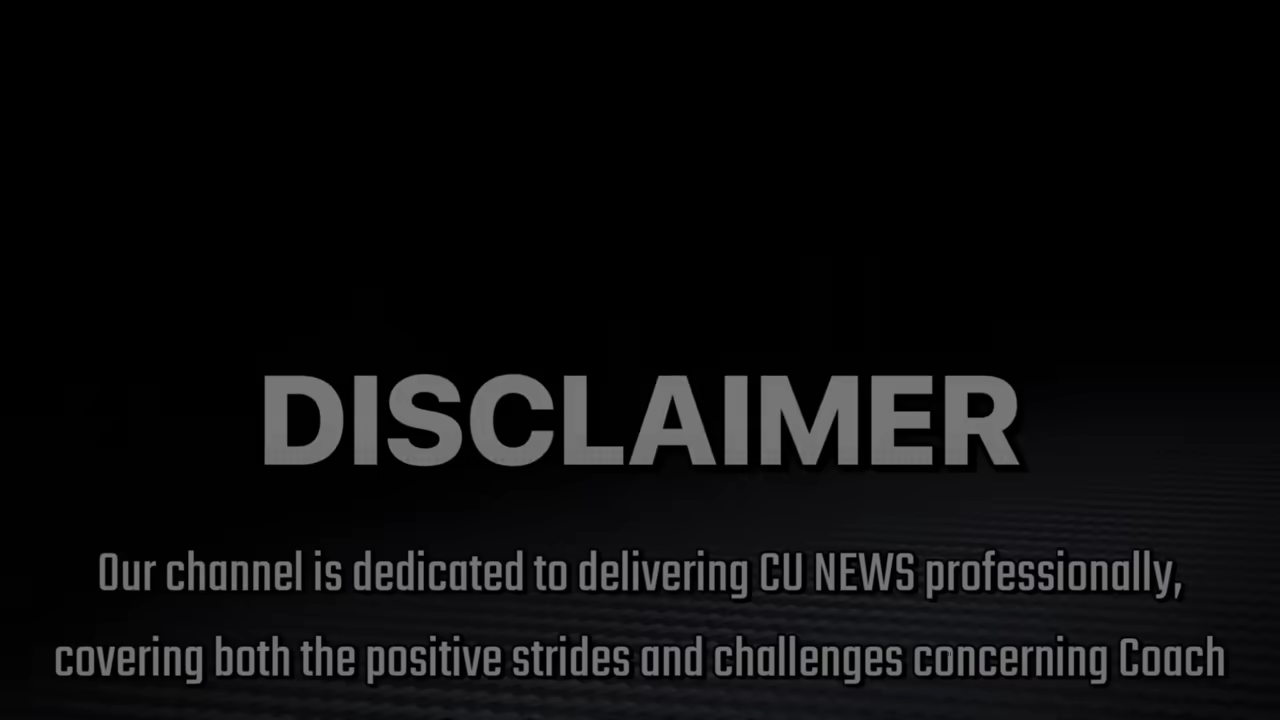 DISCLAIMER
Our channel is dedicated to delivering CU NEWS professionally,
covering both the positive strides and challenges concerning Coach